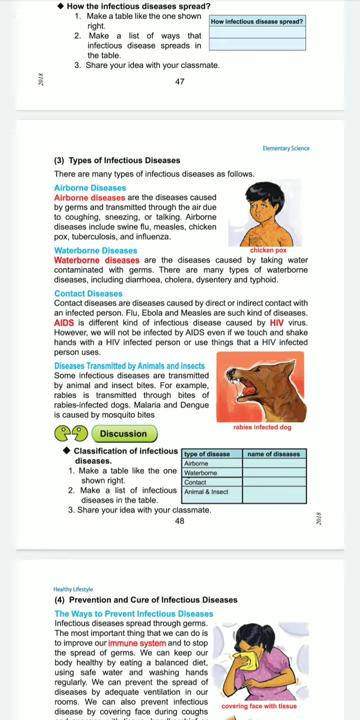 ◆ How the infectious diseases spread?
1. Make a table like the one shown
right.
2. Make a list of ways that
infectious disease spreads in
the table.
3. Share your idea with your classmate.
How infectious disease spread?
2018
47
Elementary Science
(3) Types of Infectious Diseases
There are many types of infectious diseases as follows.
Airborne Diseases
Airborne diseases are the diseases caused
by germs and transmitted through the air due
to coughing, sneezing, or talking. Airborne
diseases include swine flu, measles, chicken
pox, tuberculosis, and influenza.
chicken pox
Waterborne Diseases
Waterborne diseases are the diseases caused by taking water
contaminated with germs. There are many types of waterborne
diseases, including diarrhoea, cholera, dysentery and typhoid.
Contact Diseases
Contact diseases are diseases caused by direct or indirect contact with
an infected person. Flu, Ebola and Measles are such kind of diseases.
AIDS is different kind of infectious disease caused by HIV virus.
However, we will not be infected by AIDS even if we touch and shake
hands with a HIV infected person or use things that a HIV infected
person uses.
Diseases Transmitted by Animals and insects
Some infectious diseases are transmitted
by animal and insect bites. For example,
rabies is transmitted through bites of
rabies-infected dogs. Malaria and Dengue
is caused by mosquito bites
rabies infected dog
Discussion
◆ Classification of infectious
diseases.
1. Make a table like the one
shown right.
2. Make a list of infectious
diseases in the table.
3. Share your idea with your classmate.
type of disease name of diseases
Airborne
Waterborne
Contact
Animal & Insect
48
2018
Healthy Lifestyle
(4) Prevention and Cure of Infectious Diseases
The Ways to Prevent Infectious Diseases
Infectious diseases spread through germs.
The most important thing that we can do is
to improve our immune system and to stop
the spread of germs. We can keep our
body healthy by eating a balanced diet,
using safe water and washing hands
regularly. We can prevent the spread of
diseases by adequate ventilation in our
rooms. We can also prevent infectious
disease by covering face during coughs
covering face with tissue